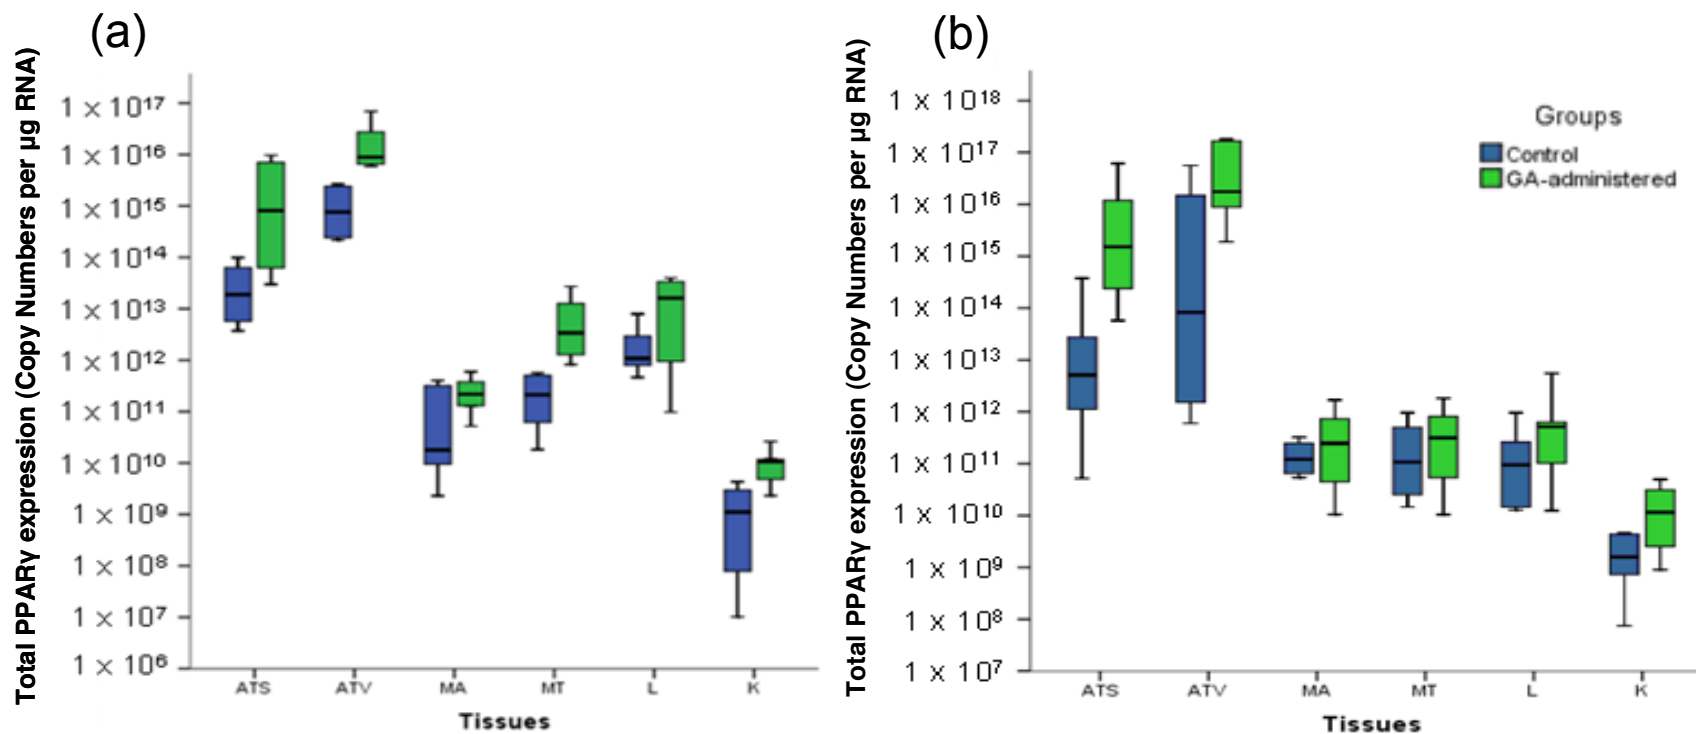 (a)
Total PPARγ expression (Copy Numbers per µg RNA)
1 × 10¹⁷
1 × 10¹⁶
1 × 10¹⁵
1 × 10¹⁴
1 × 10¹³
1 × 10¹²
1 × 10¹¹
1 × 10¹⁰
1 × 10⁹
1 × 10⁸
1 × 10⁷
1 × 10⁶
ATS ATV MA MT L K
Tissues
(b)
Total PPARγ expression (Copy Numbers per µg RNA)
1 × 10¹⁸
1 × 10¹⁷
1 × 10¹⁶
1 × 10¹⁵
1 × 10¹⁴
1 × 10¹³
1 × 10¹²
1 × 10¹¹
1 × 10¹⁰
1 × 10⁹
1 × 10⁸
1 × 10⁷
ATS ATV MA MT L K
Tissues
Groups
Control
GA-administered